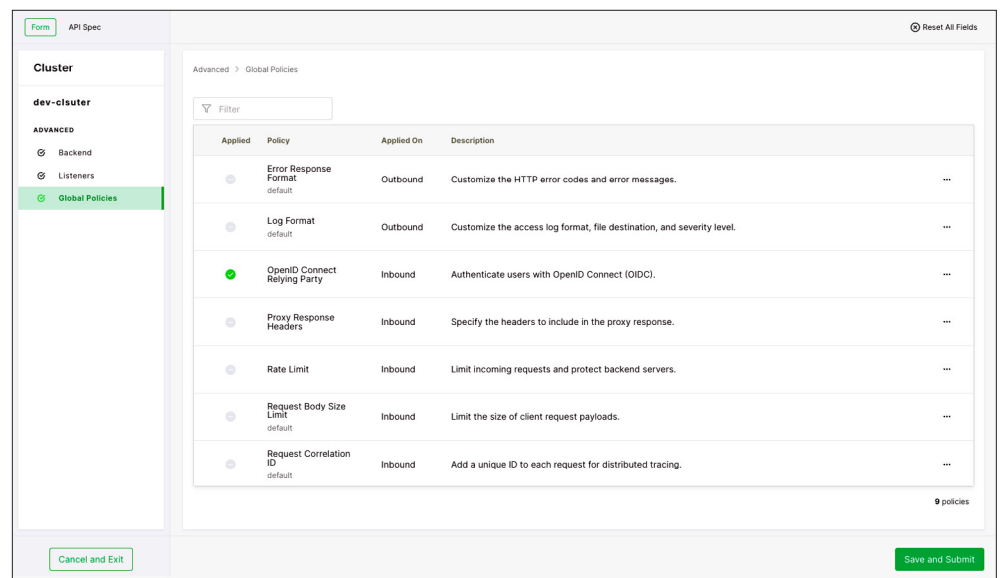 Form
API Spec
Reset All Fields
Cluster
dev-clsuter
ADVANCED
Backend
Listeners
Global Policies
Advanced > Global Policies
Filter
Applied Policy Applied On Description
Error Response
Format
default
Outbound
Customize the HTTP error codes and error messages.
...
Log Format
default
Outbound
Customize the access log format, file destination, and severity level.
...
OpenID Connect
Relying Party
Inbound
Authenticate users with OpenID Connect (OIDC).
...
Proxy Response
Headers
Inbound
Specify the headers to include in the proxy response.
...
Rate Limit
Inbound
Limit incoming requests and protect backend servers.
...
Request Body Size
Limit
default
Inbound
Limit the size of client request payloads.
...
Request Correlation
ID
default
Inbound
Add a unique ID to each request for distributed tracing.
...
9 policies
Cancel and Exit
Save and Submit